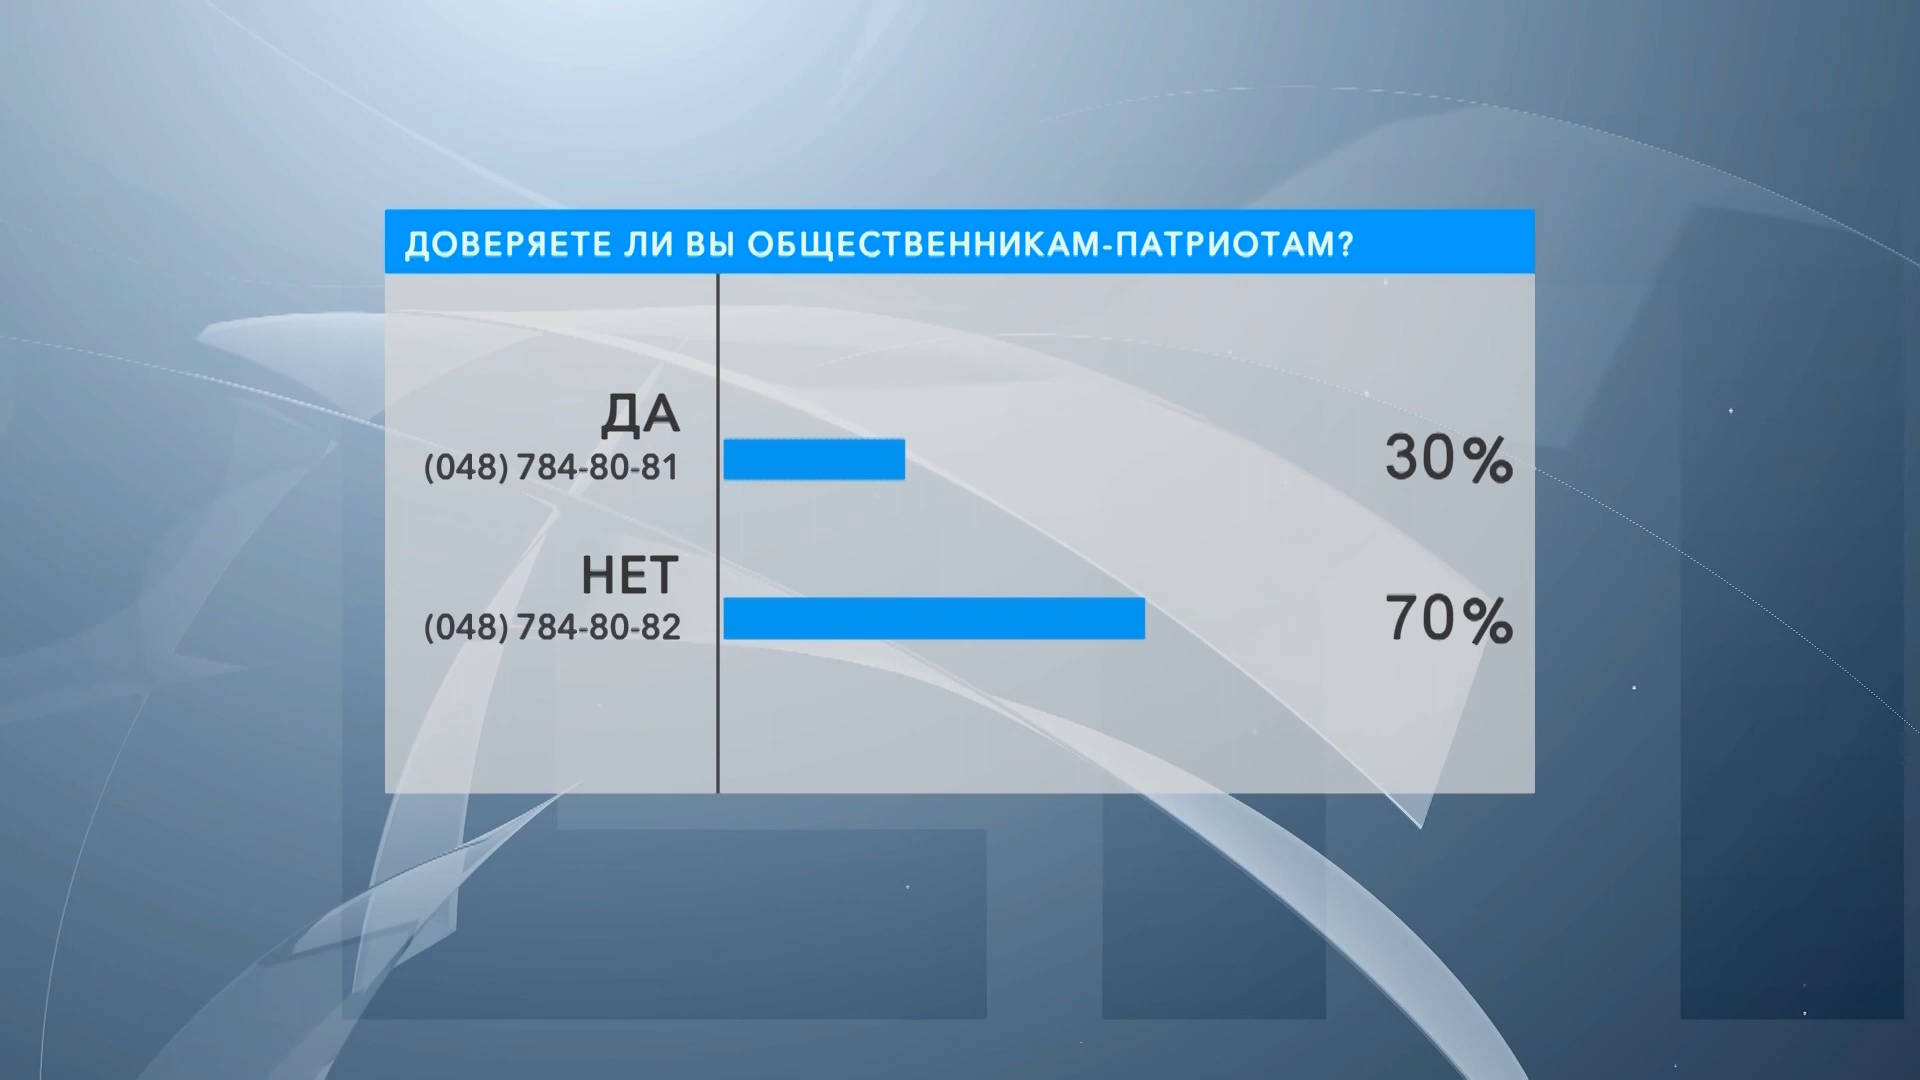 ДОВЕРЯЕТЕ ЛИ ВЫ ОБЩЕСТВЕННИКАМ-ПАТРИОТАМ?
ДА
(048) 784-80-81
30%
НЕТ
(048) 784-80-82
70%